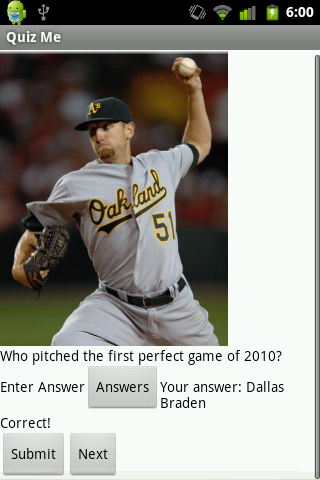 6:00
Quiz Me
A's
Oakland
51
Who pitched the first perfect game of 2010?
Enter Answer Answers Your answer: Dallas
Braden
Correct!
Submit Next